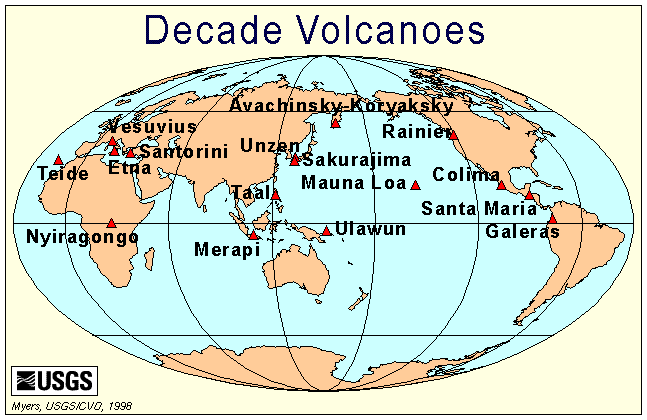 Decade Volcanoes
Avachinsky-Koryaksky
Vesuvius
Rainier
Unzen
Santorini
Sakurajima
Etna
Teide
Colima
Mauna Loa
Taal
Santa Maria
Ulawun
Galeras
Nyiragongo
Merapi
USGS
Myers, USGS/CVO, 1998